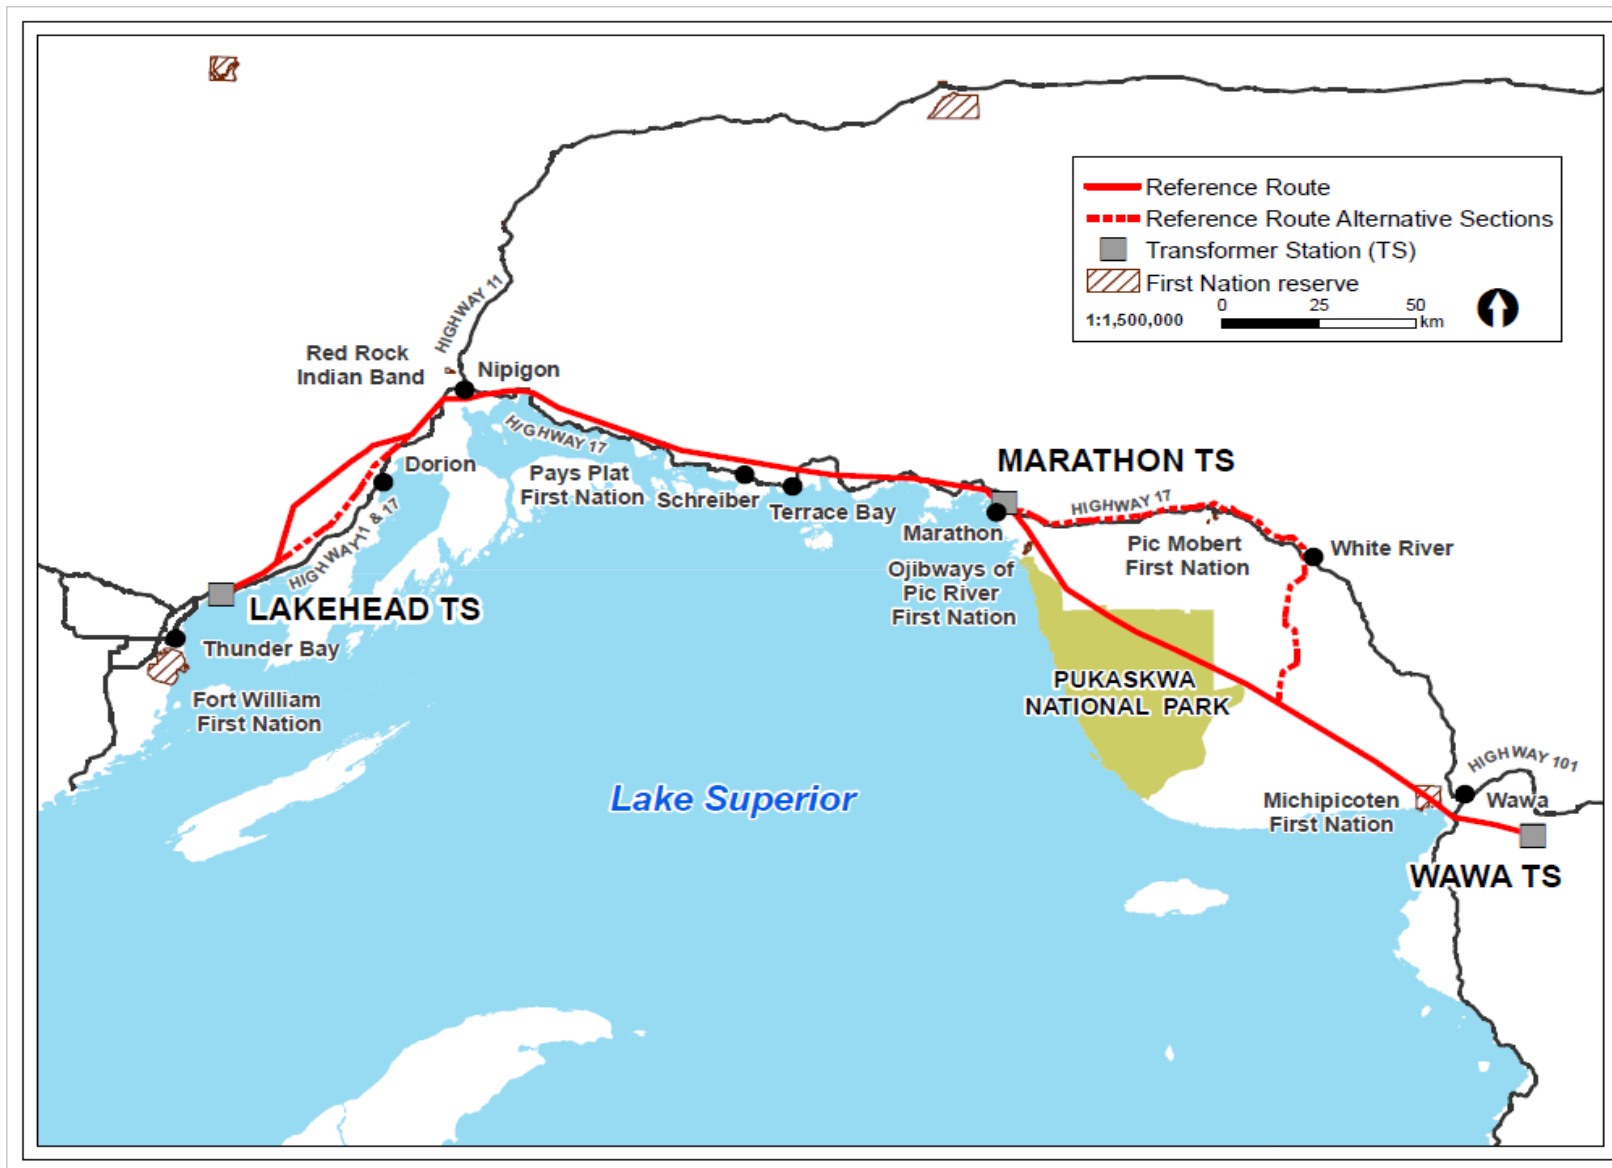 Reference Route
Reference Route Alternative Sections
Transformer Station (TS)
First Nation reserve
0 25 50
1:1,500,000
km
HIGHWAY 11
Red Rock
Indian Band
Nipigon
HIGHWAY 17
Dorion
Pays Plat
First Nation
Schreiber
Terrace Bay
MARATHON TS
HIGHWAY 17
Marathon
Pic Mobert
First Nation
White River
Ojibways of
Pic River
First Nation
HIGHWAY 11 & 17
LAKEHEAD TS
Thunder Bay
Fort William
First Nation
PUKASKWA
NATIONAL PARK
HIGHWAY 101
Lake Superior
Michipicoten
First Nation
Wawa
WAWA TS